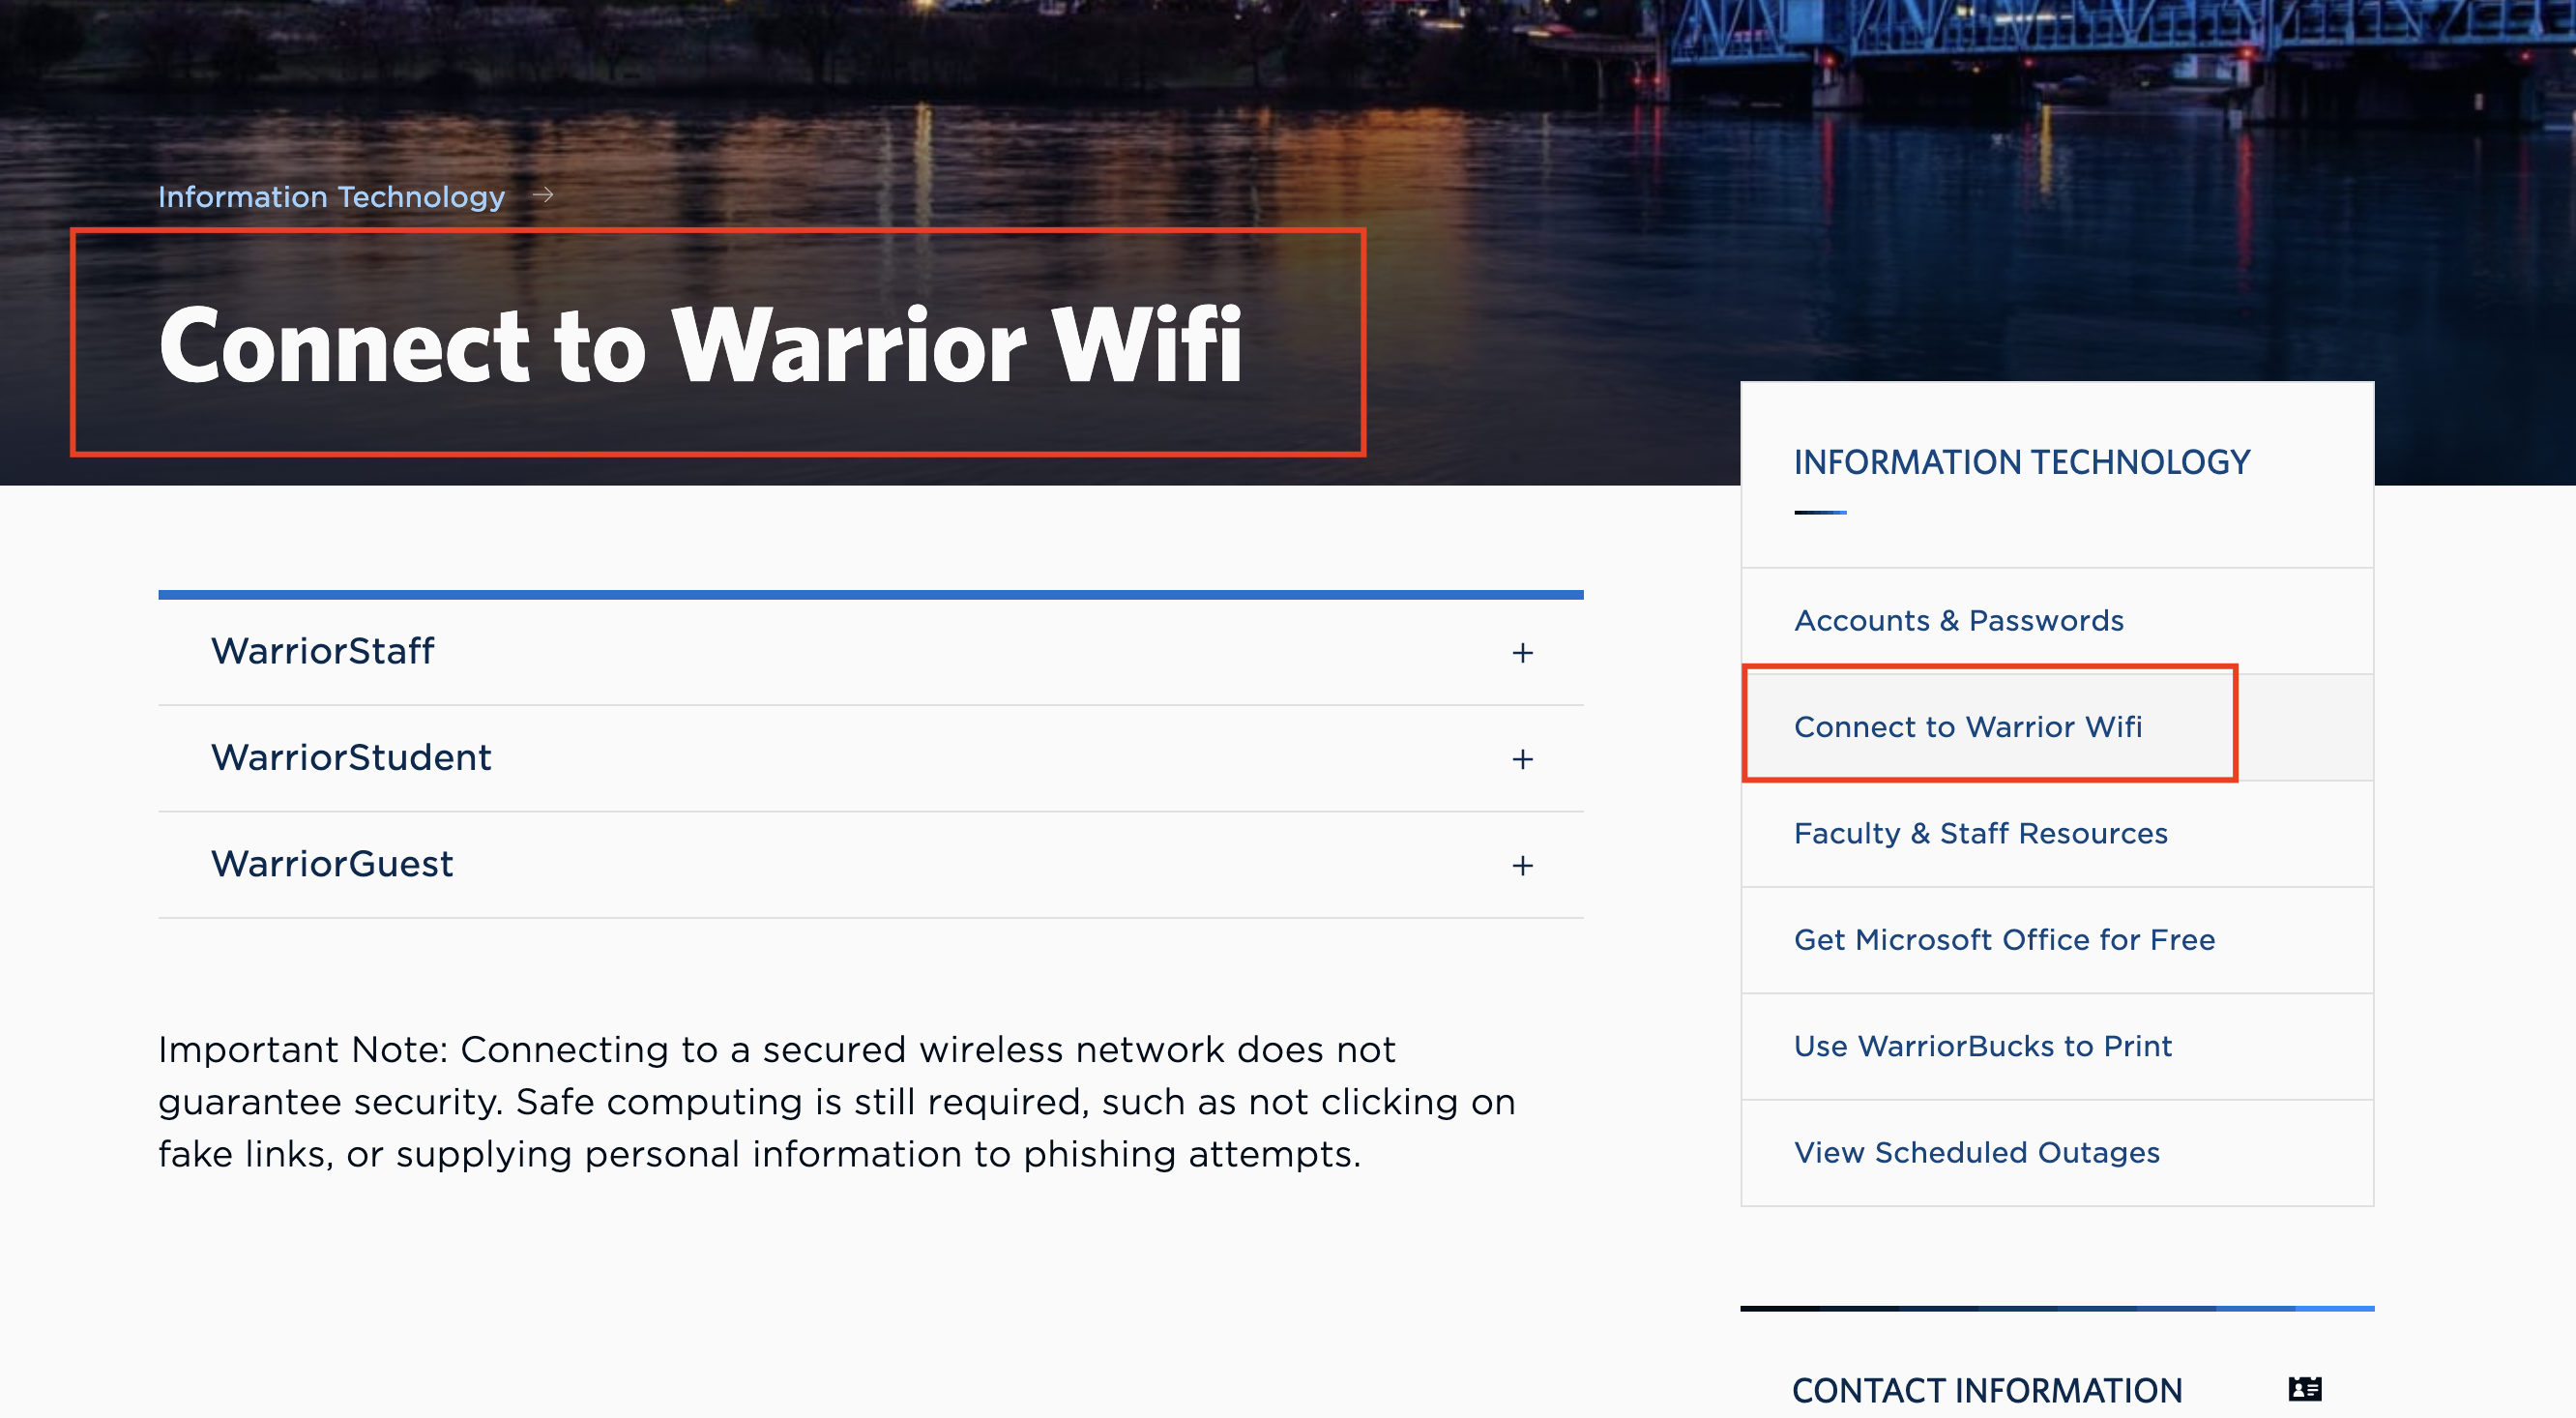 Information Technology →
Connect to Warrior Wifi
WarriorStaff +
WarriorStudent +
WarriorGuest +
Important Note: Connecting to a secured wireless network does not
guarantee security. Safe computing is still required, such as not clicking on
fake links, or supplying personal information to phishing attempts.
INFORMATION TECHNOLOGY
Accounts & Passwords
Connect to Warrior Wifi
Faculty & Staff Resources
Get Microsoft Office for Free
Use WarriorBucks to Print
View Scheduled Outages
CONTACT INFORMATION